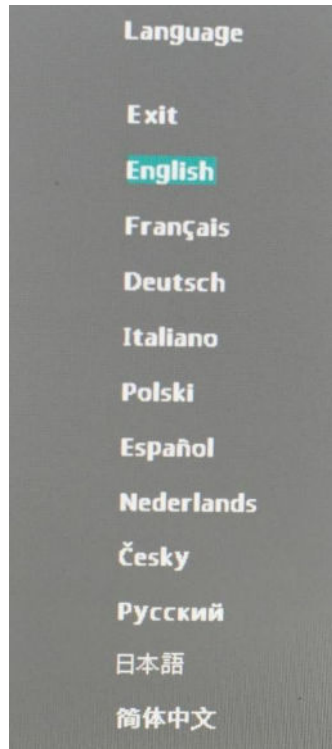 Language
Exit
English
Français
Deutsch
Italiano
Polski
Español
Nederlands
Česky
Русский
日本語
简体中文